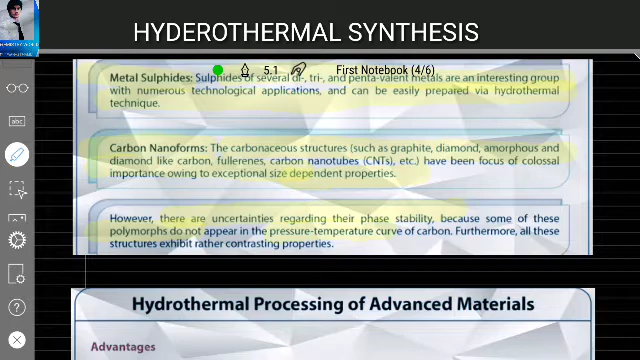 HYDEROTHERMAL SYNTHESIS
5.1 First Notebook (4/6)
Metal Sulphides: Sulphides of several di-, tri-, and penta-valent metals are an interesting group
with numerous technological applications, and can be easily prepared via hydrothermal
technique.
abc
Carbon Nanoforms: The carbonaceous structures (such as graphite, diamond, amorphous and
diamond like carbon, fullerenes, carbon nanotubes (CNTs), etc.) have been focus of colossal
importance owing to exceptional size dependent properties.
However, there are uncertainties regarding their phase stability, because some of these
polymorphs do not appear in the pressure-temperature curve of carbon. Furthermore, all these
structures exhibit rather contrasting properties.
Hydrothermal Processing of Advanced Materials
Advantages